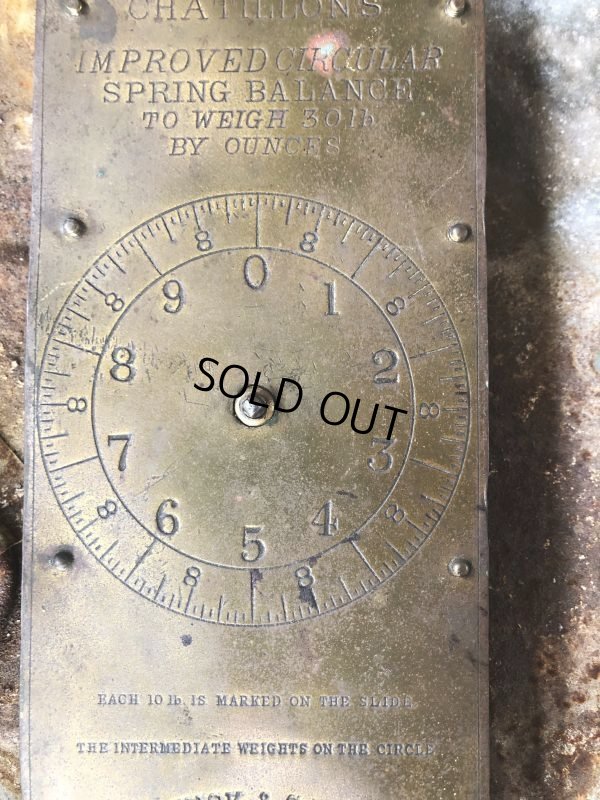 CHATILLON'S
IMPROVED CIRCULAR
SPRING BALANCE
TO WEIGH 30 lb
BY OUNCES
8 8
0
9 1
8 8
8 2
SOLD OUT
8 8
7 3
8 8
6 4
5
8 8
EACH 10 lb. IS MARKED ON THE SLIDE
THE INTERMEDIATE WEIGHTS ON THE CIRCLE
&